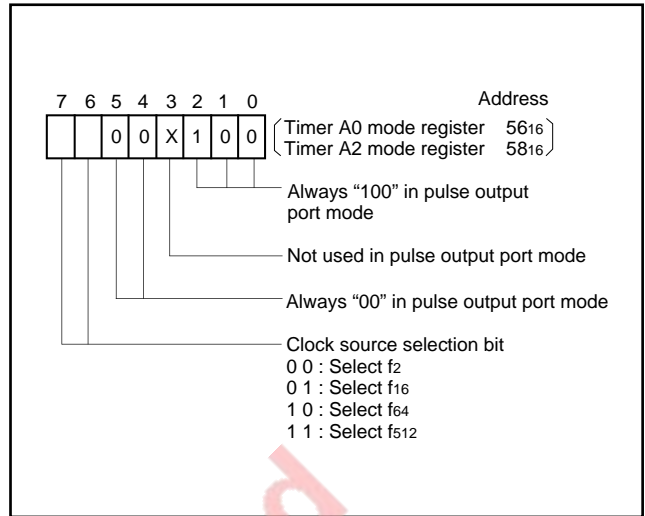 7 6 5 4 3 2 1 0 Address
0 0 X 1 0 0 Timer A0 mode register 5616
Timer A2 mode register 5816
Always “100” in pulse output
port mode
Not used in pulse output port mode
Always “00” in pulse output port mode
Clock source selection bit
0 0 : Select f2
0 1 : Select f16
1 0 : Select f64
1 1 : Select f512